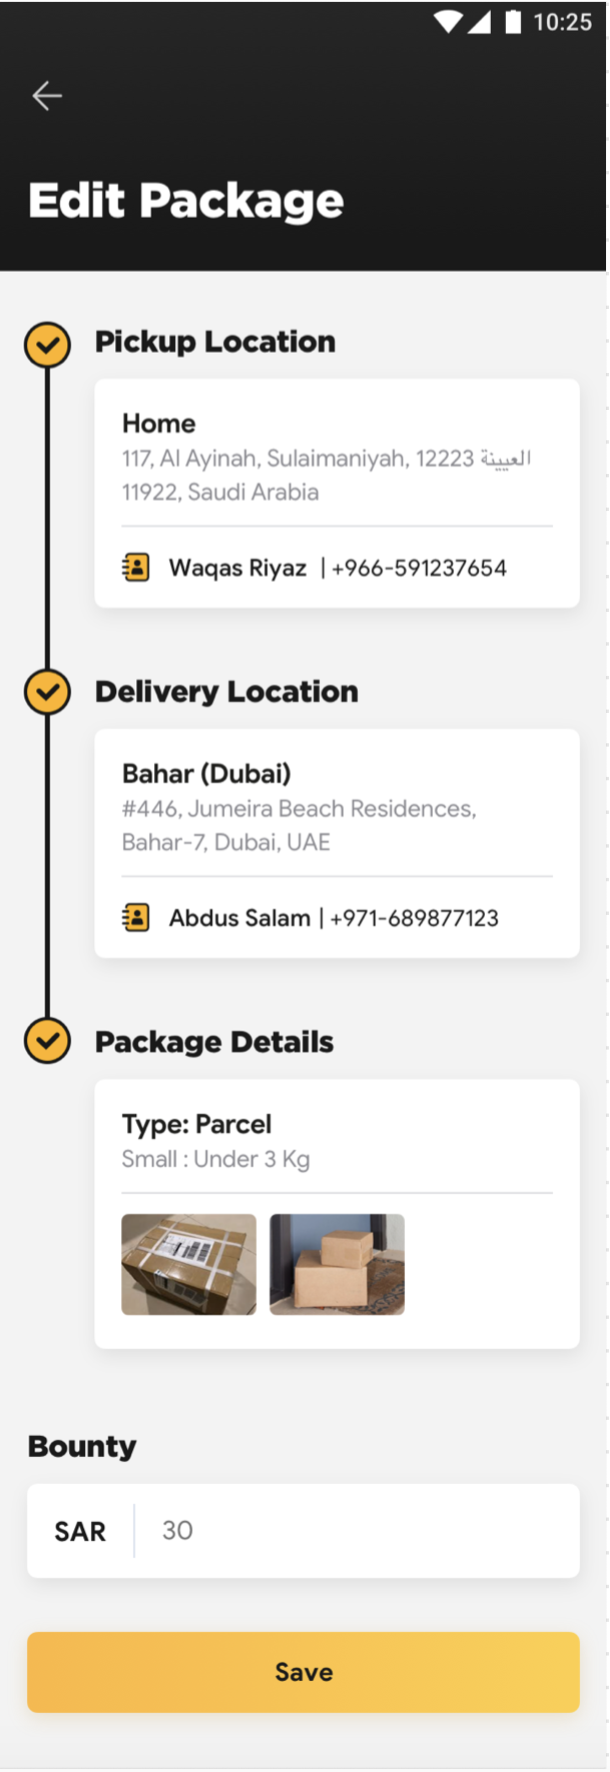 10:25
Edit Package
Pickup Location
Home
117, Al Ayinah, Sulaimaniyah, 12223 العيينة
11922, Saudi Arabia
Waqas Riyaz | +966-591237654
Delivery Location
Bahar (Dubai)
#446, Jumeira Beach Residences,
Bahar-7, Dubai, UAE
Abdus Salam | +971-689877123
Package Details
Type: Parcel
Small : Under 3 Kg
Bounty
SAR 30
Save